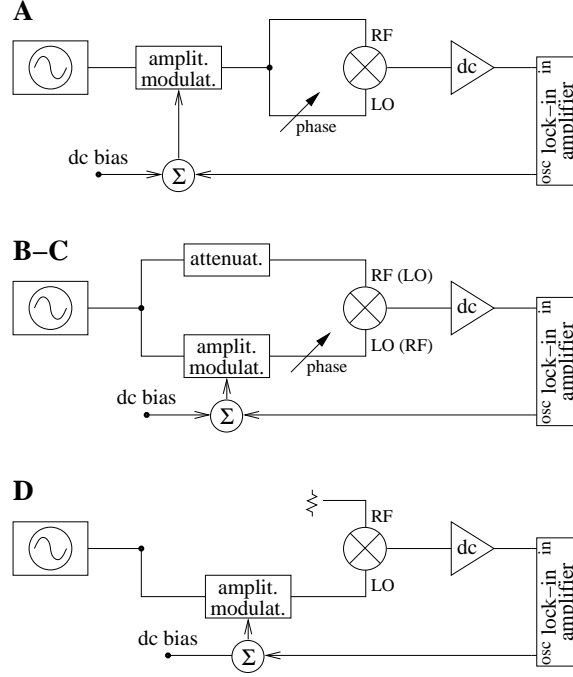 A
amplit.
modulat.
RF
LO
phase
dc
in
lock−in
amplifier
osc
dc bias
Σ
B−C
attenuat.
RF (LO)
amplit.
modulat.
LO (RF)
phase
dc
in
lock−in
amplifier
osc
dc bias
Σ
D
RF
amplit.
modulat.
LO
dc
in
lock−in
amplifier
osc
dc bias
Σ